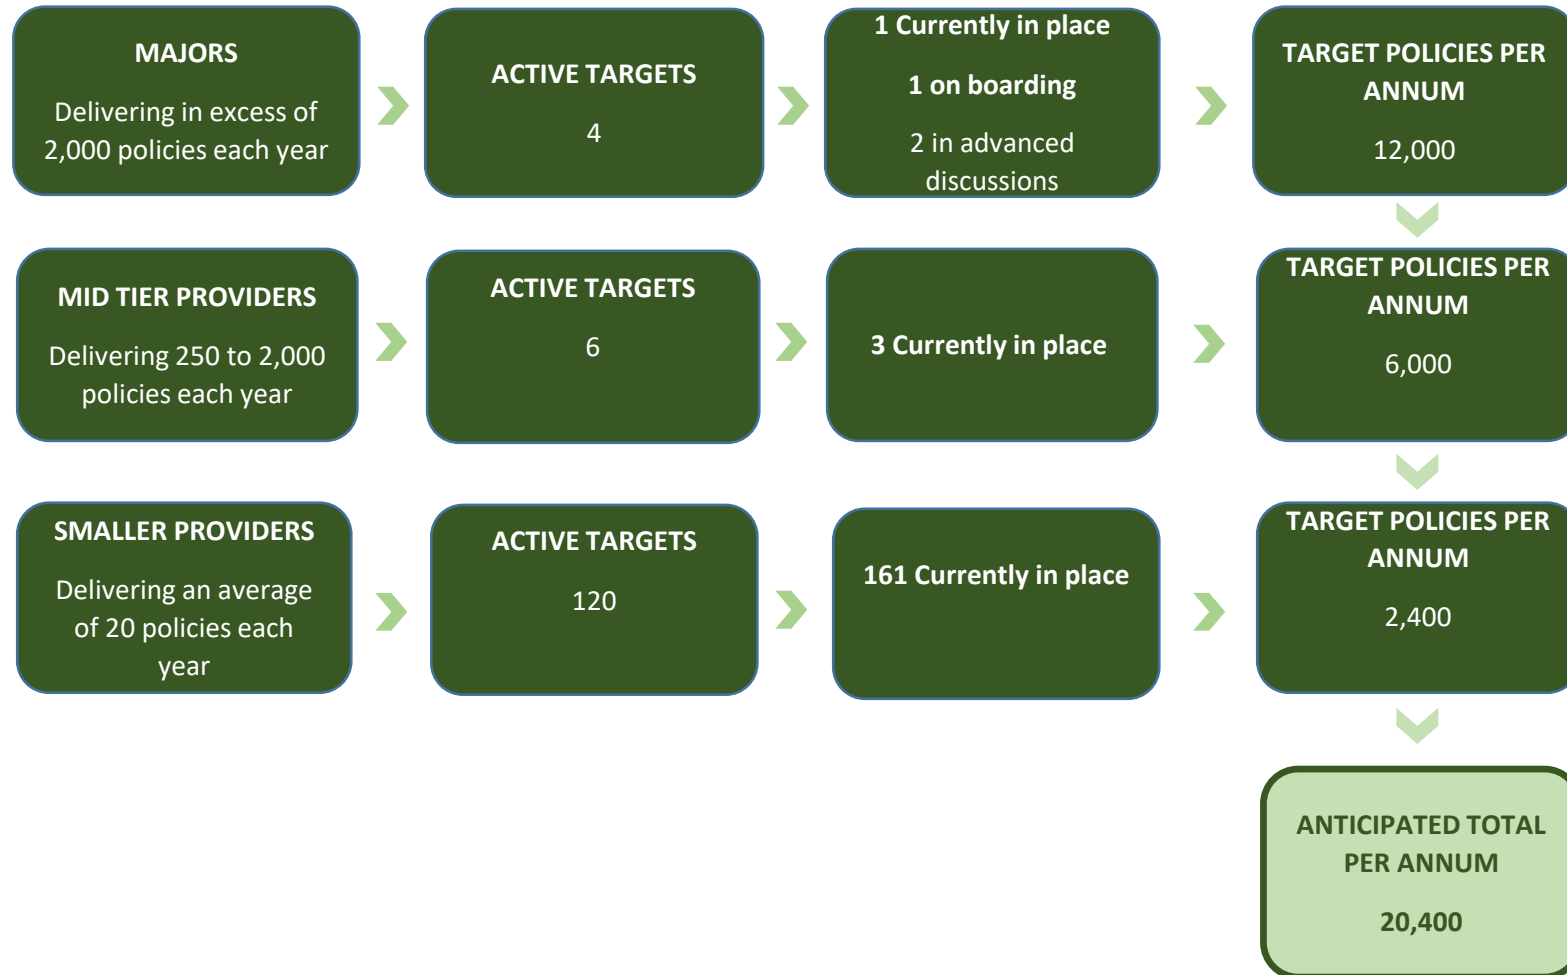 MAJORS
Delivering in excess of
2,000 policies each year
ACTIVE TARGETS
4
1 Currently in place
1 on boarding
2 in advanced
discussions
TARGET POLICIES PER
ANNUM
12,000
MID TIER PROVIDERS
Delivering 250 to 2,000
policies each year
ACTIVE TARGETS
6
3 Currently in place
TARGET POLICIES PER
ANNUM
6,000
SMALLER PROVIDERS
Delivering an average
of 20 policies each
year
ACTIVE TARGETS
120
161 Currently in place
TARGET POLICIES PER
ANNUM
2,400
ANTICIPATED TOTAL
PER ANNUM
20,400